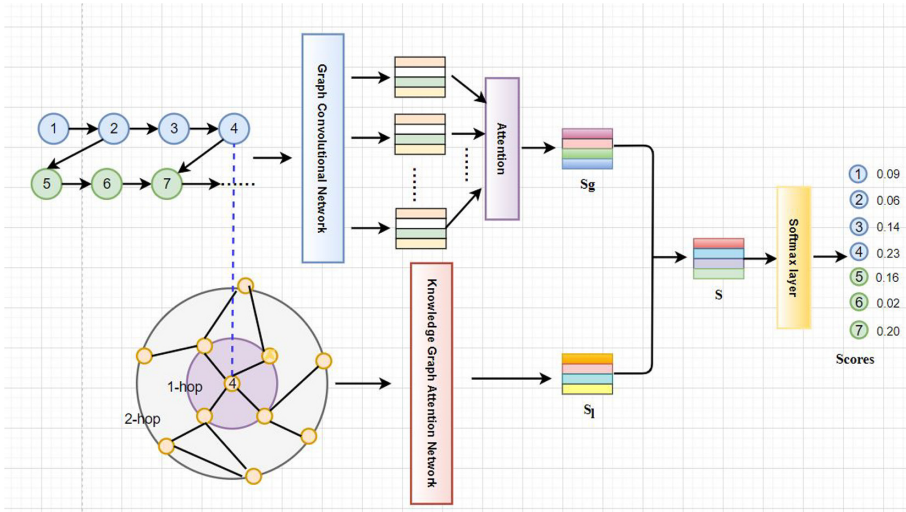 1 2 3 4
5 6 7
Graph Convolutional Network
Attention
Sg
1-hop
2-hop
4
Knowledge Graph Attention Network
Sl
S
Softmax layer
1 0.09
2 0.06
3 0.14
4 0.23
5 0.16
6 0.02
7 0.20
Scores